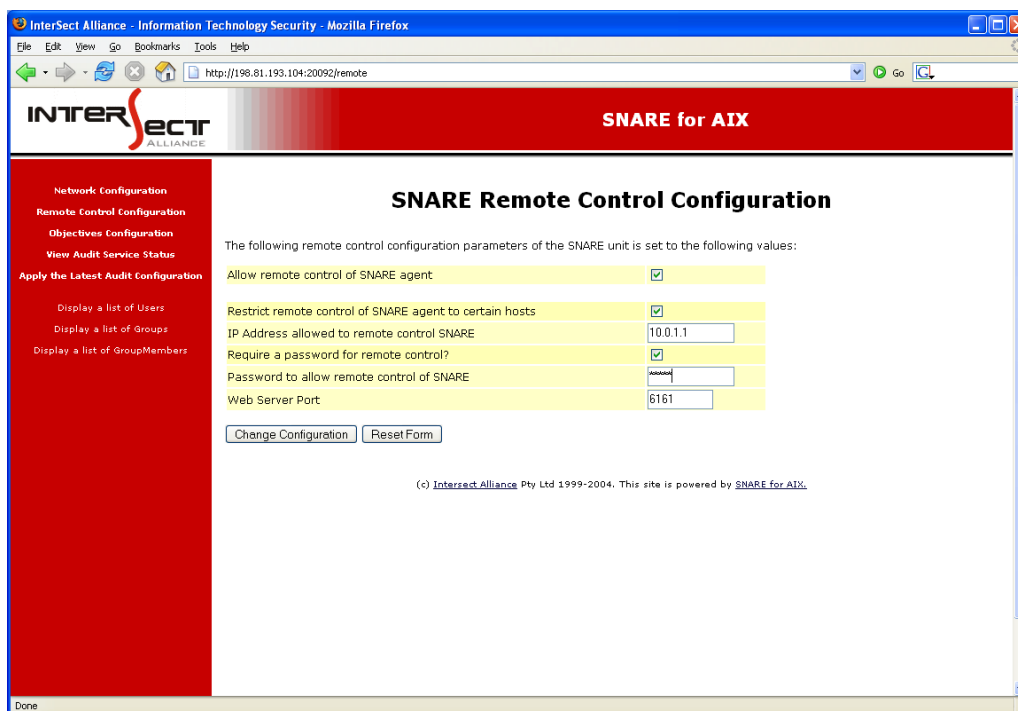 InterSect Alliance - Information Technology Security - Mozilla Firefox
File Edit View Go Bookmarks Tools Help
http://198.81.193.104:20092/remote Go G
INTERSECT
ALLIANCE
SNARE for AIX
Network Configuration
Remote Control Configuration
Objectives Configuration
View Audit Service Status
Apply the Latest Audit Configuration
Display a list of Users
Display a list of Groups
Display a list of GroupMembers
SNARE Remote Control Configuration
The following remote control configuration parameters of the SNARE unit is set to the following values:
Allow remote control of SNARE agent
Restrict remote control of SNARE agent to certain hosts
IP Address allowed to remote control SNARE 10.0.1.1
Require a password for remote control?
Password to allow remote control of SNARE *****
Web Server Port 6161
Change Configuration Reset Form
(c) Intersect Alliance Pty Ltd 1999-2004. This site is powered by SNARE for AIX.
Done